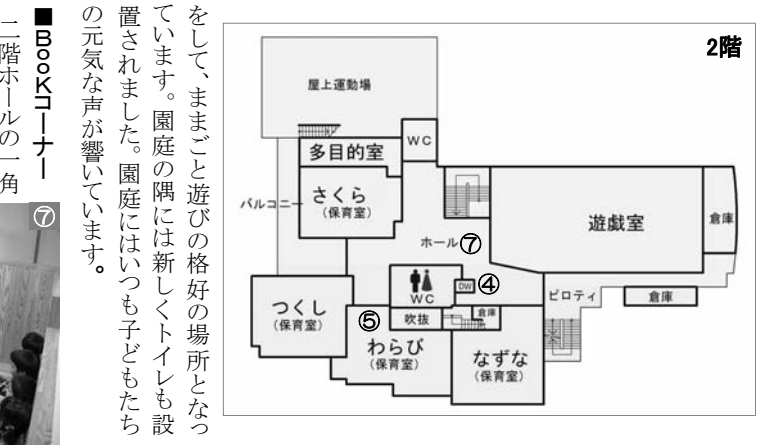 2階
屋上運動場
WC
多目的室
さくら
(保育室)
バルコニー
遊戯室
倉庫
ホール⑦
WC
DW
④
ピロティ
倉庫
つくし
(保育室)
⑤
吹抜
倉庫
わらび
(保育室)
なずな
(保育室)
をして、ままごと遊びの格好の場所となっ
ています。園庭の隅には新しくトイレも設
置されました。園庭にはいつも子どもたち
の元気な声が響いています。
■BooKコーナー
二階ホールの一角
⑦